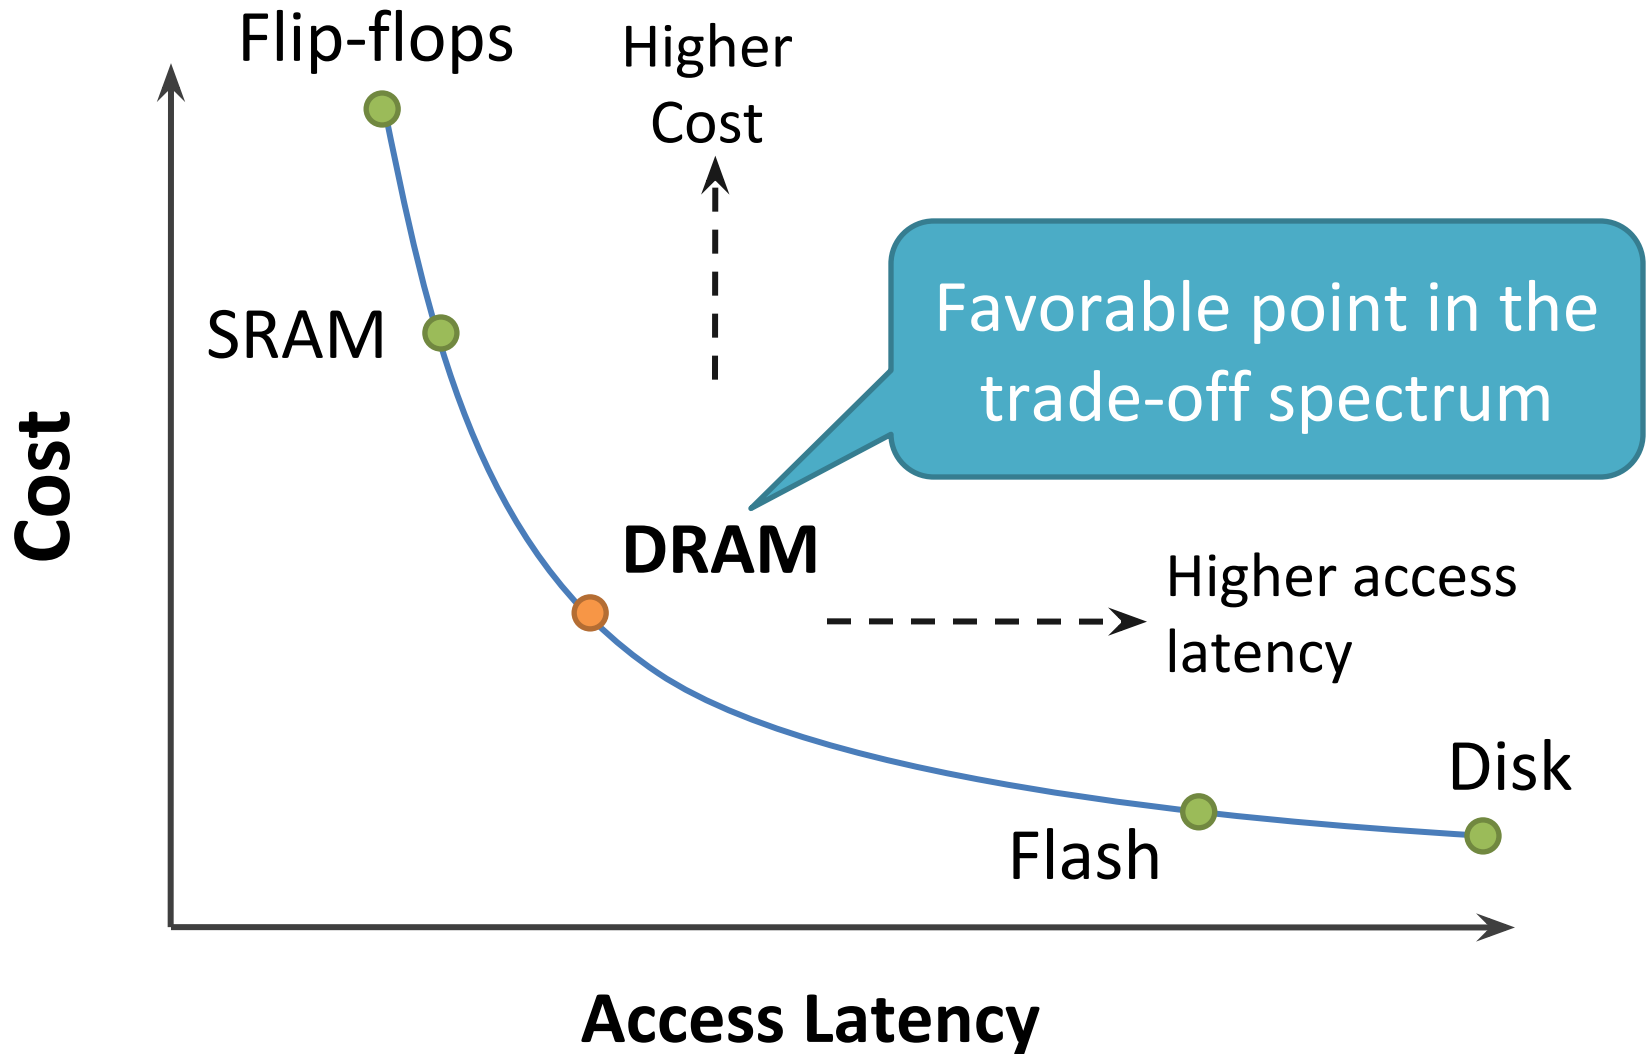 Flip-flops
Higher
Cost
Favorable point in the
trade-off spectrum
SRAM
Cost
DRAM
Higher access
latency
Disk
Flash
Access Latency